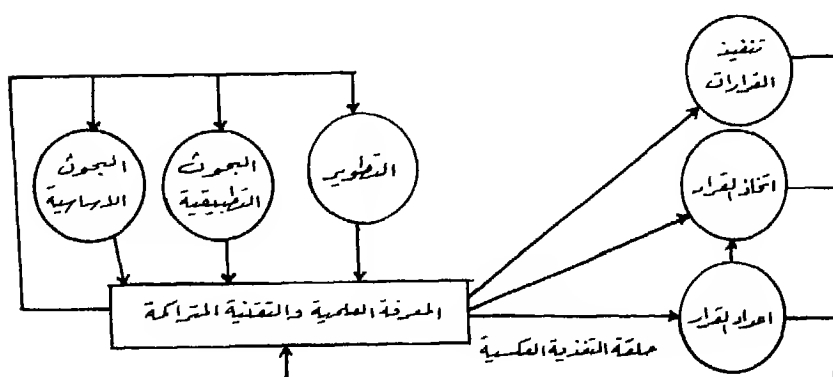 تنفيذ
القرارات
البحوث
الاساسية
البحوث
التطبيقية
التطوير
اتخاذ القرار
المعرفة العلمية والتقنية المتراكمة
اعداد القرار
حلقة التغذية العكسية